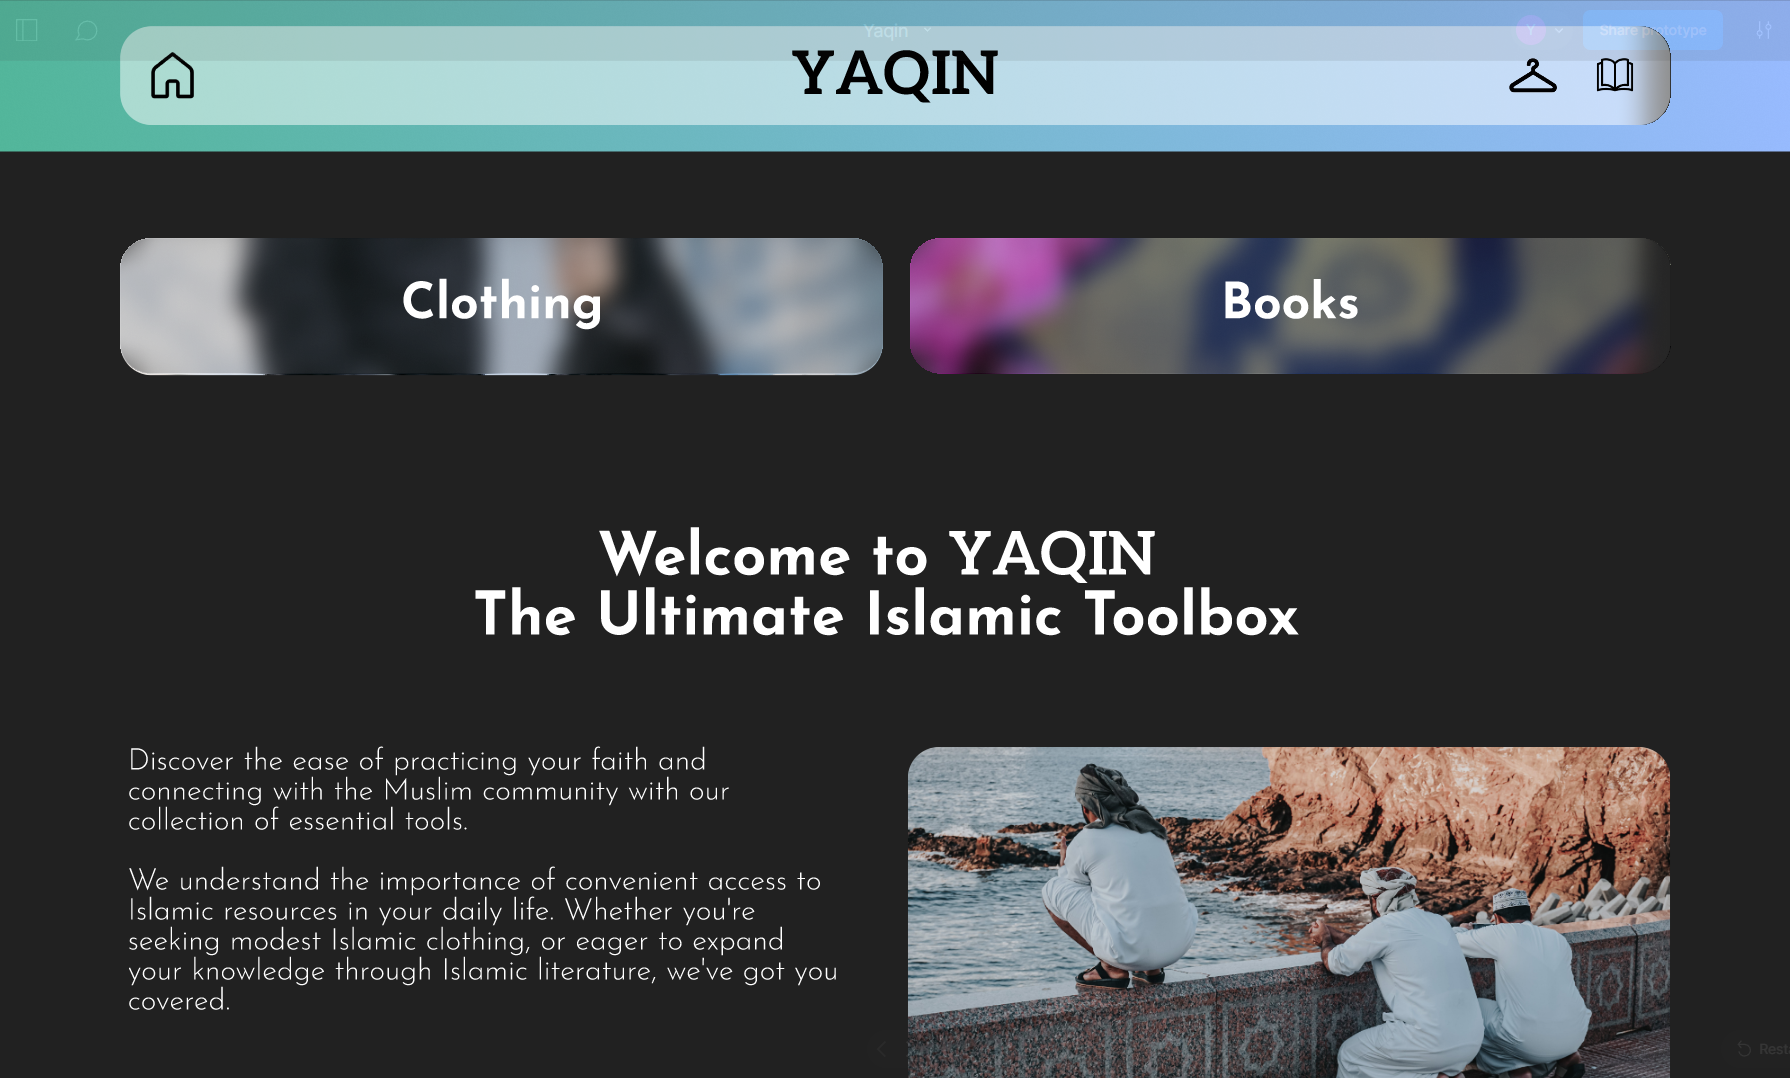 Yaqin
Y
Share prototype
YAQIN
Clothing
Books
Welcome to YAQIN
The Ultimate Islamic Toolbox
Discover the ease of practicing your faith and
connecting with the Muslim community with our
collection of essential tools.
We understand the importance of convenient access to
Islamic resources in your daily life. Whether you're
seeking modest Islamic clothing, or eager to expand
your knowledge through Islamic literature, we've got you
covered.
Rest